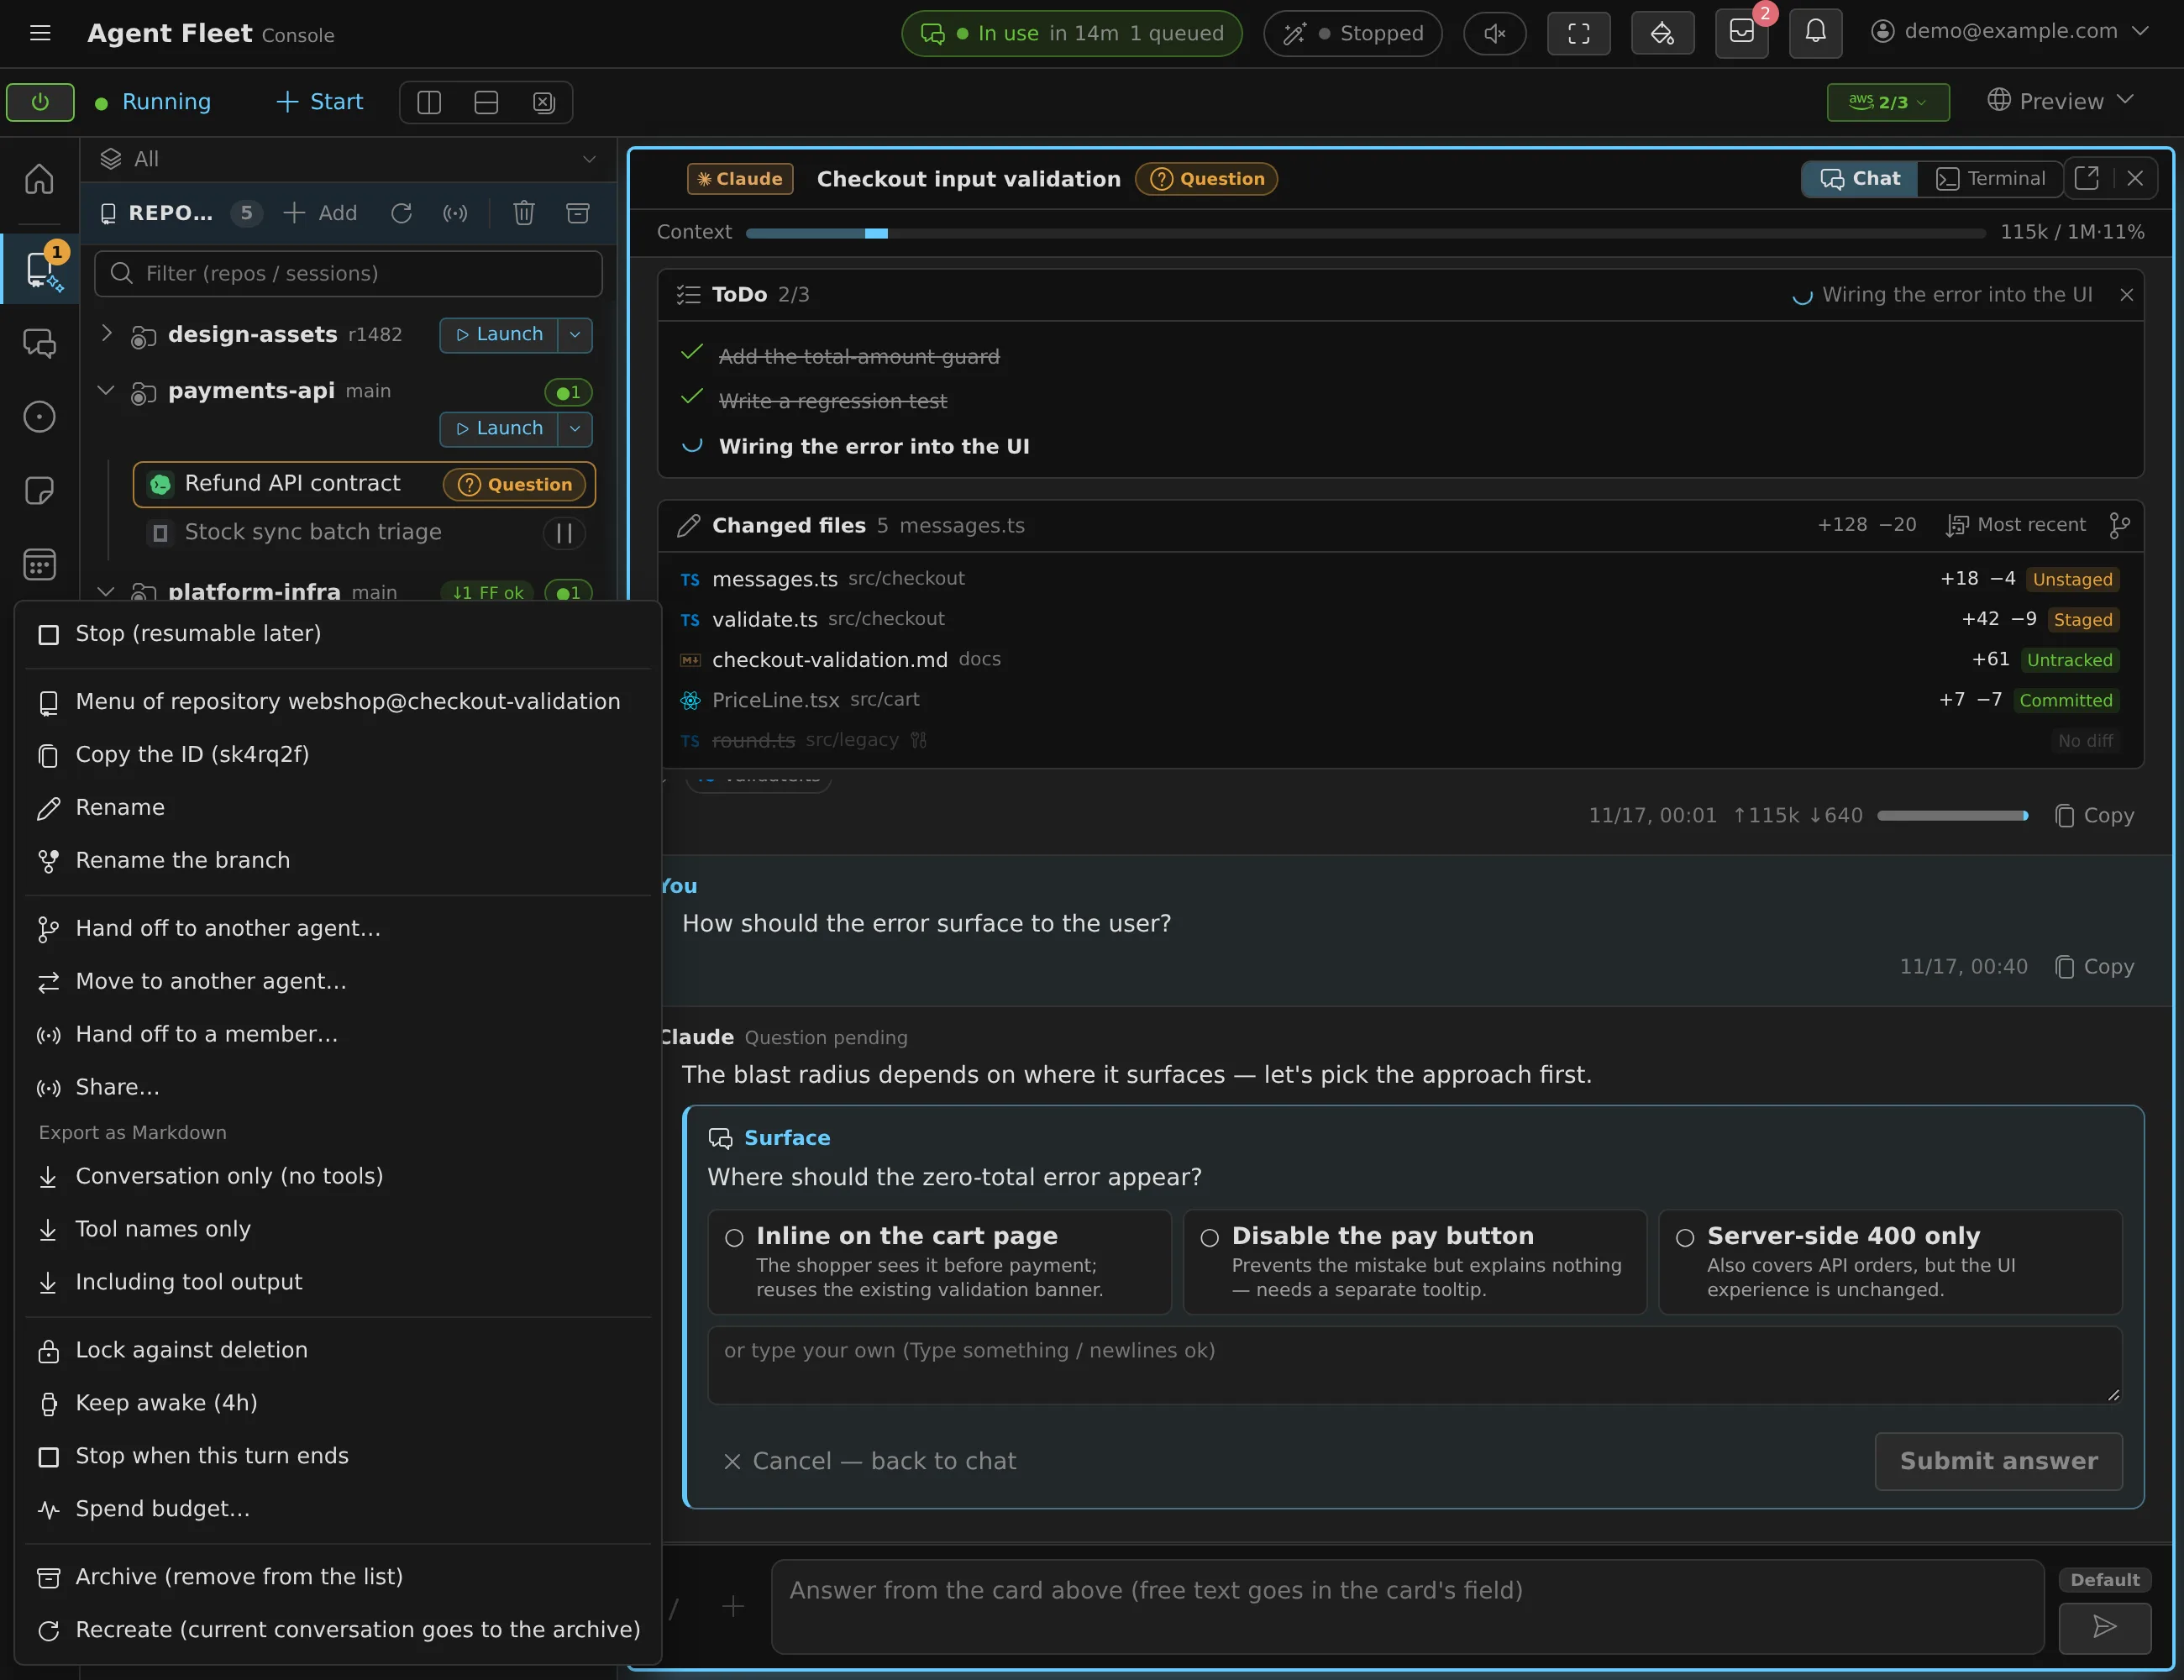 Agent Fleet Console
In use in 14m 1 queued
Stopped
2
demo@example.com
Running
Start
aws 2/3
Preview
All
REPO... 5 Add
1
Filter (repos / sessions)
design-assets r1482
Launch
payments-api main
1
Launch
Refund API contract
Question
Stock sync batch triage
platform-infra main
↓1 FF ok
1
Stop (resumable later)
Menu of repository webshop@checkout-validation
Copy the ID (sk4rq2f)
Rename
Rename the branch
Hand off to another agent...
Move to another agent...
Hand off to a member...
Share...
Export as Markdown
Conversation only (no tools)
Tool names only
Including tool output
Lock against deletion
Keep awake (4h)
Stop when this turn ends
Spend budget...
Archive (remove from the list)
Recreate (current conversation goes to the archive)
Claude
Checkout input validation
Question
Chat
Terminal
Context
115k / 1M·11%
ToDo 2/3
Wiring the error into the UI
Add the total-amount guard
Write a regression test
Wiring the error into the UI
Changed files 5 messages.ts
+128 −20
Most recent
TS messages.ts src/checkout +18 −4 Unstaged
TS validate.ts src/checkout +42 −9 Staged
M↓ checkout-validation.md docs +61 Untracked
PriceLine.tsx src/cart +7 −7 Committed
TS round.ts src/legacy No diff
11/17, 00:01 ↑115k ↓640
Copy
You
How should the error surface to the user?
11/17, 00:40
Copy
Claude Question pending
The blast radius depends on where it surfaces — let's pick the approach first.
Surface
Where should the zero-total error appear?
Inline on the cart page
The shopper sees it before payment;
reuses the existing validation banner.
Disable the pay button
Prevents the mistake but explains nothing
— needs a separate tooltip.
Server-side 400 only
Also covers API orders, but the UI
experience is unchanged.
or type your own (Type something / newlines ok)
Cancel — back to chat
Submit answer
/
Answer from the card above (free text goes in the card's field)
Default